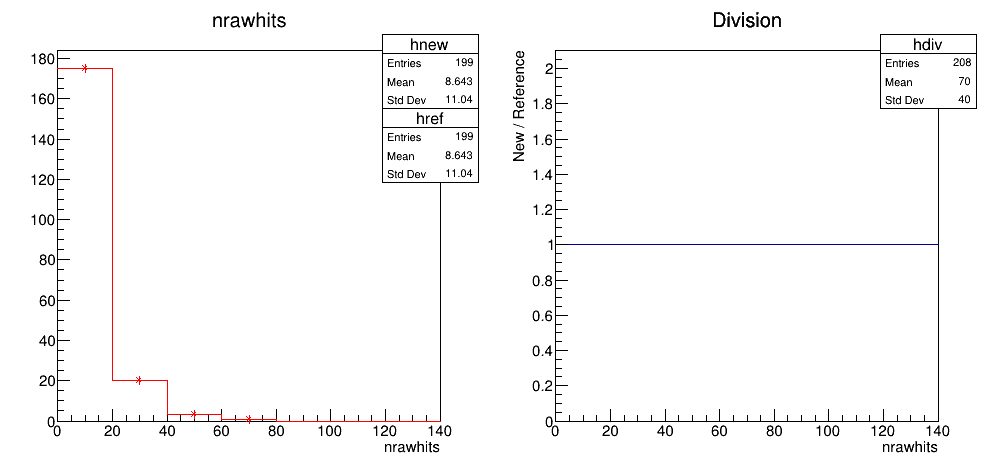 nrawhits
hnew
Entries 199
Mean 8.643
Std Dev 11.04
href
Entries 199
Mean 8.643
Std Dev 11.04
180
160
140
120
100
80
60
40
20
0
0 20 40 60 80 100 120 140
nrawhits
Division
hdiv
Entries 208
Mean 70
Std Dev 40
New / Reference
2
1.8
1.6
1.4
1.2
1
0.8
0.6
0.4
0.2
0
0 20 40 60 80 100 120 140
nrawhits